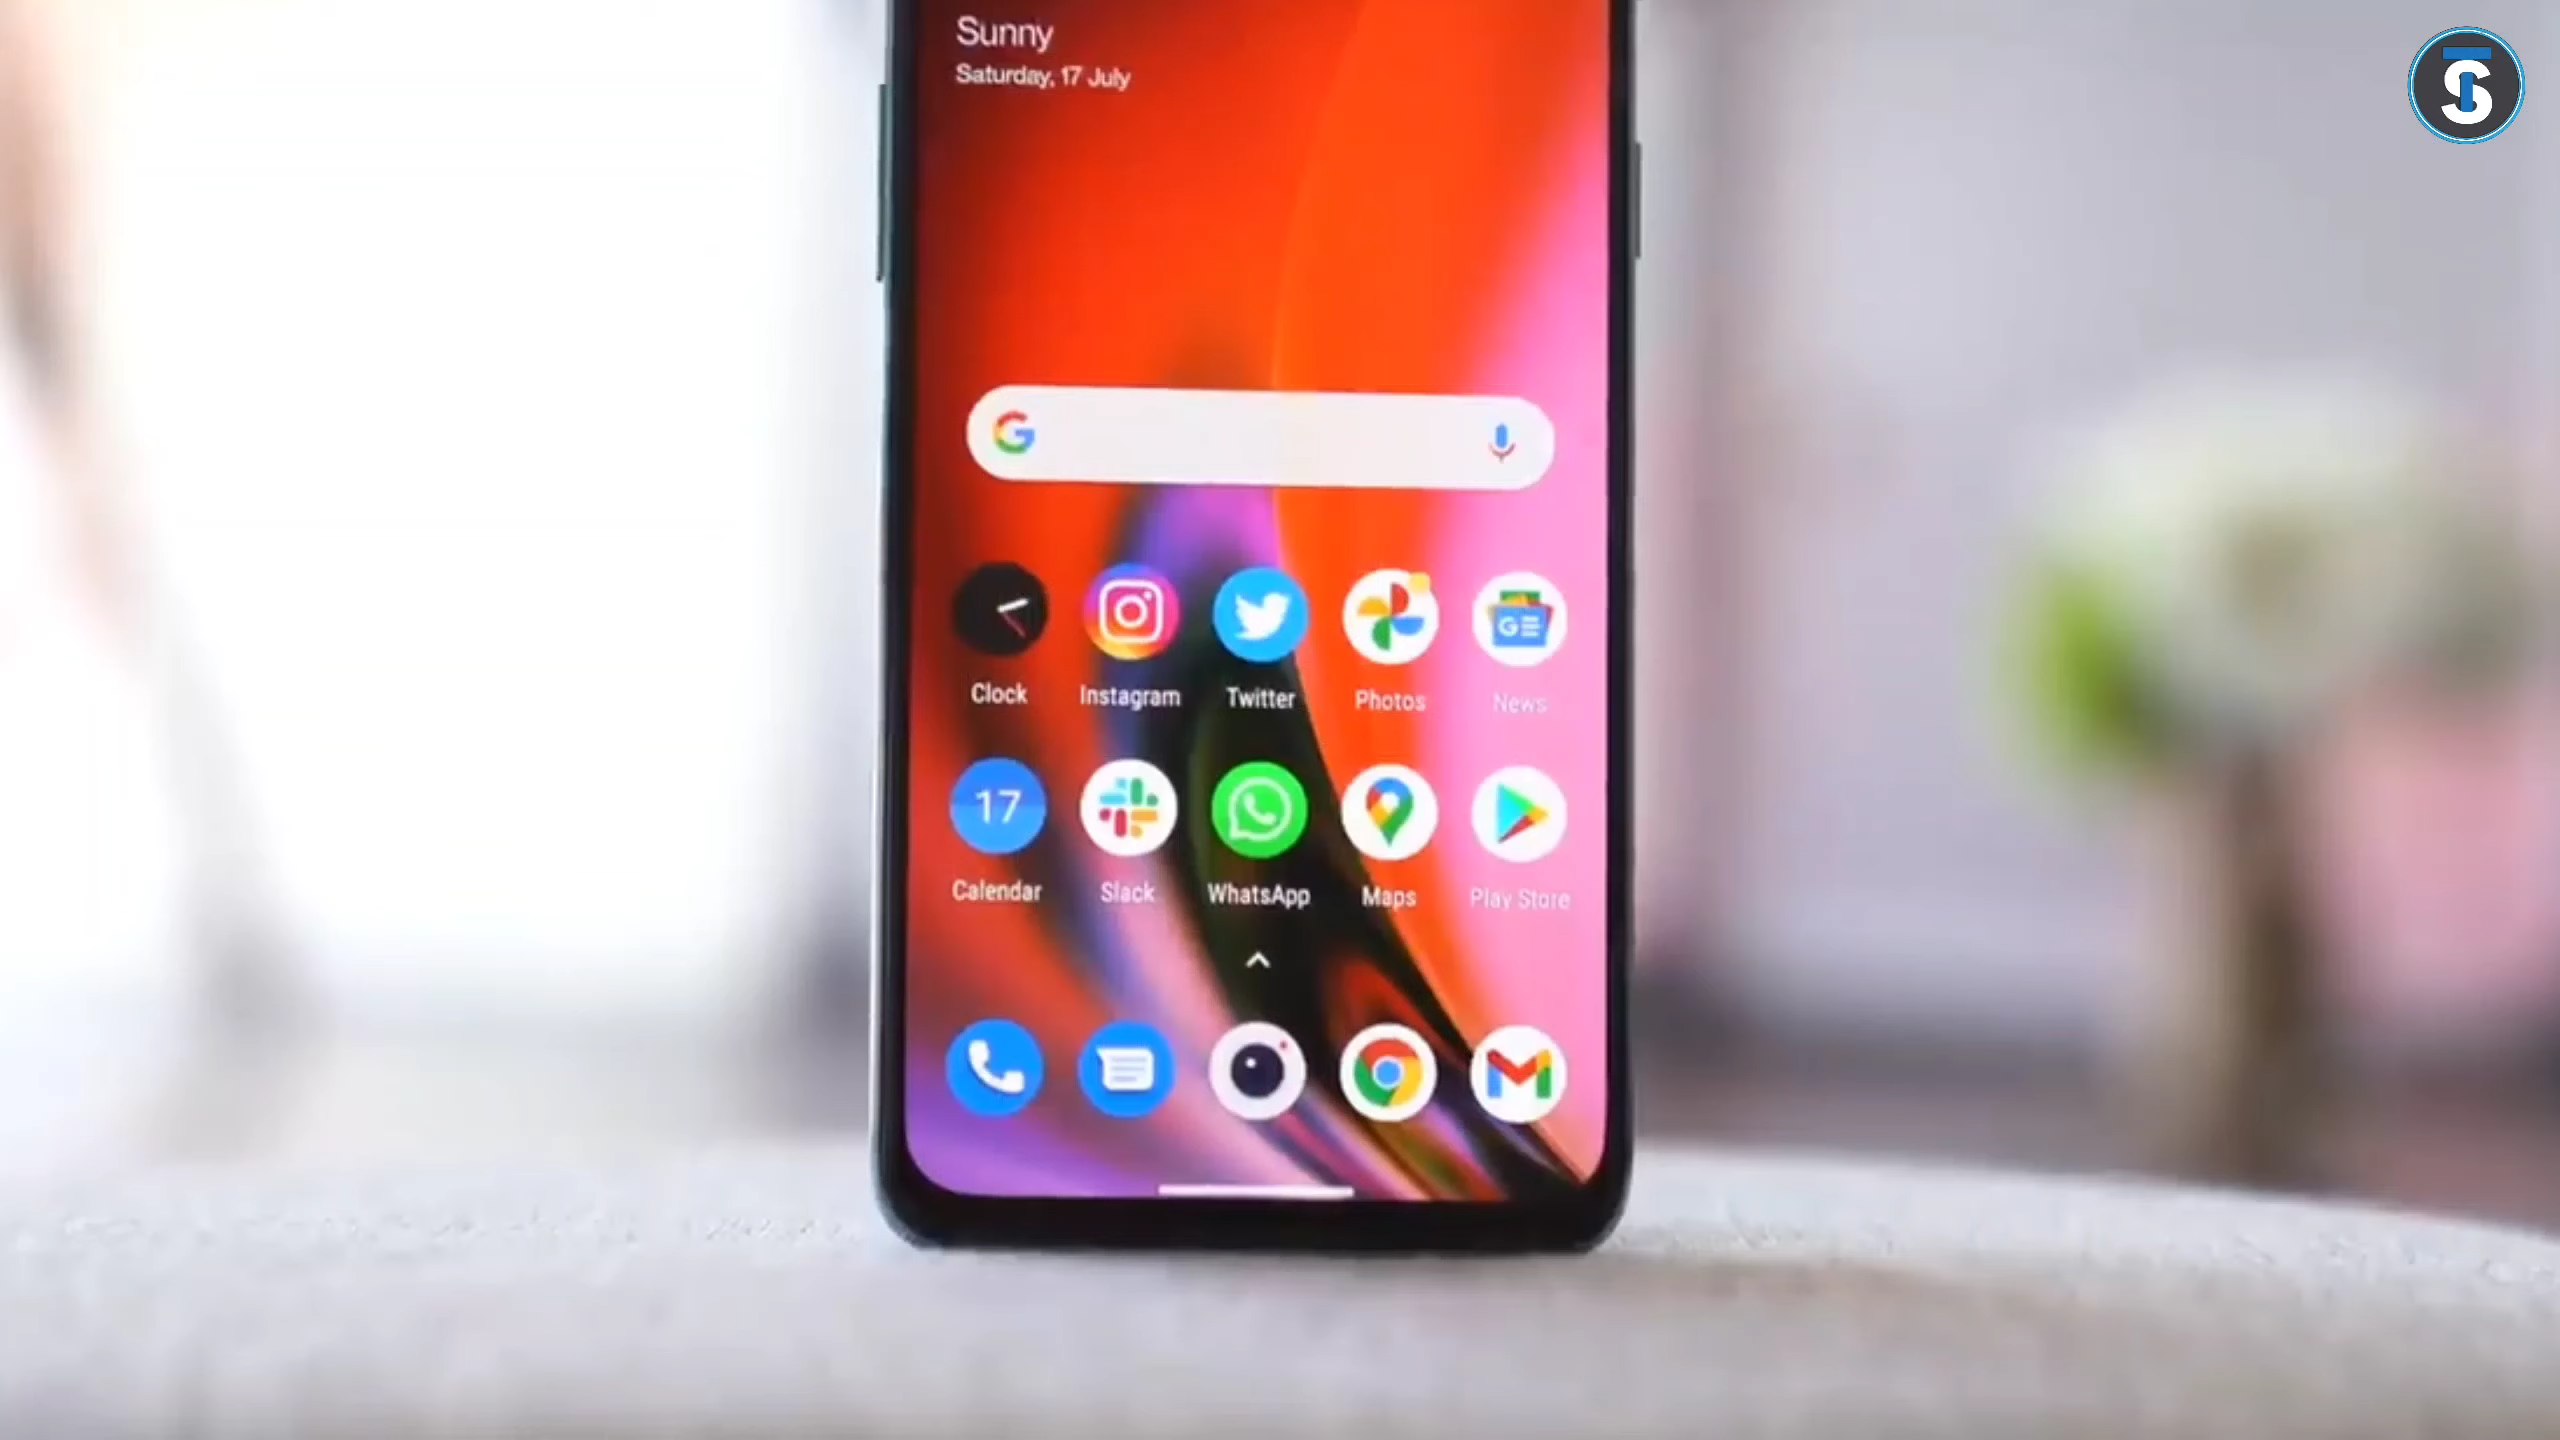 Sunny
Saturday, 17 July
G
Clock Instagram Twitter Photos News
17
Calendar Slack WhatsApp Maps Play Store